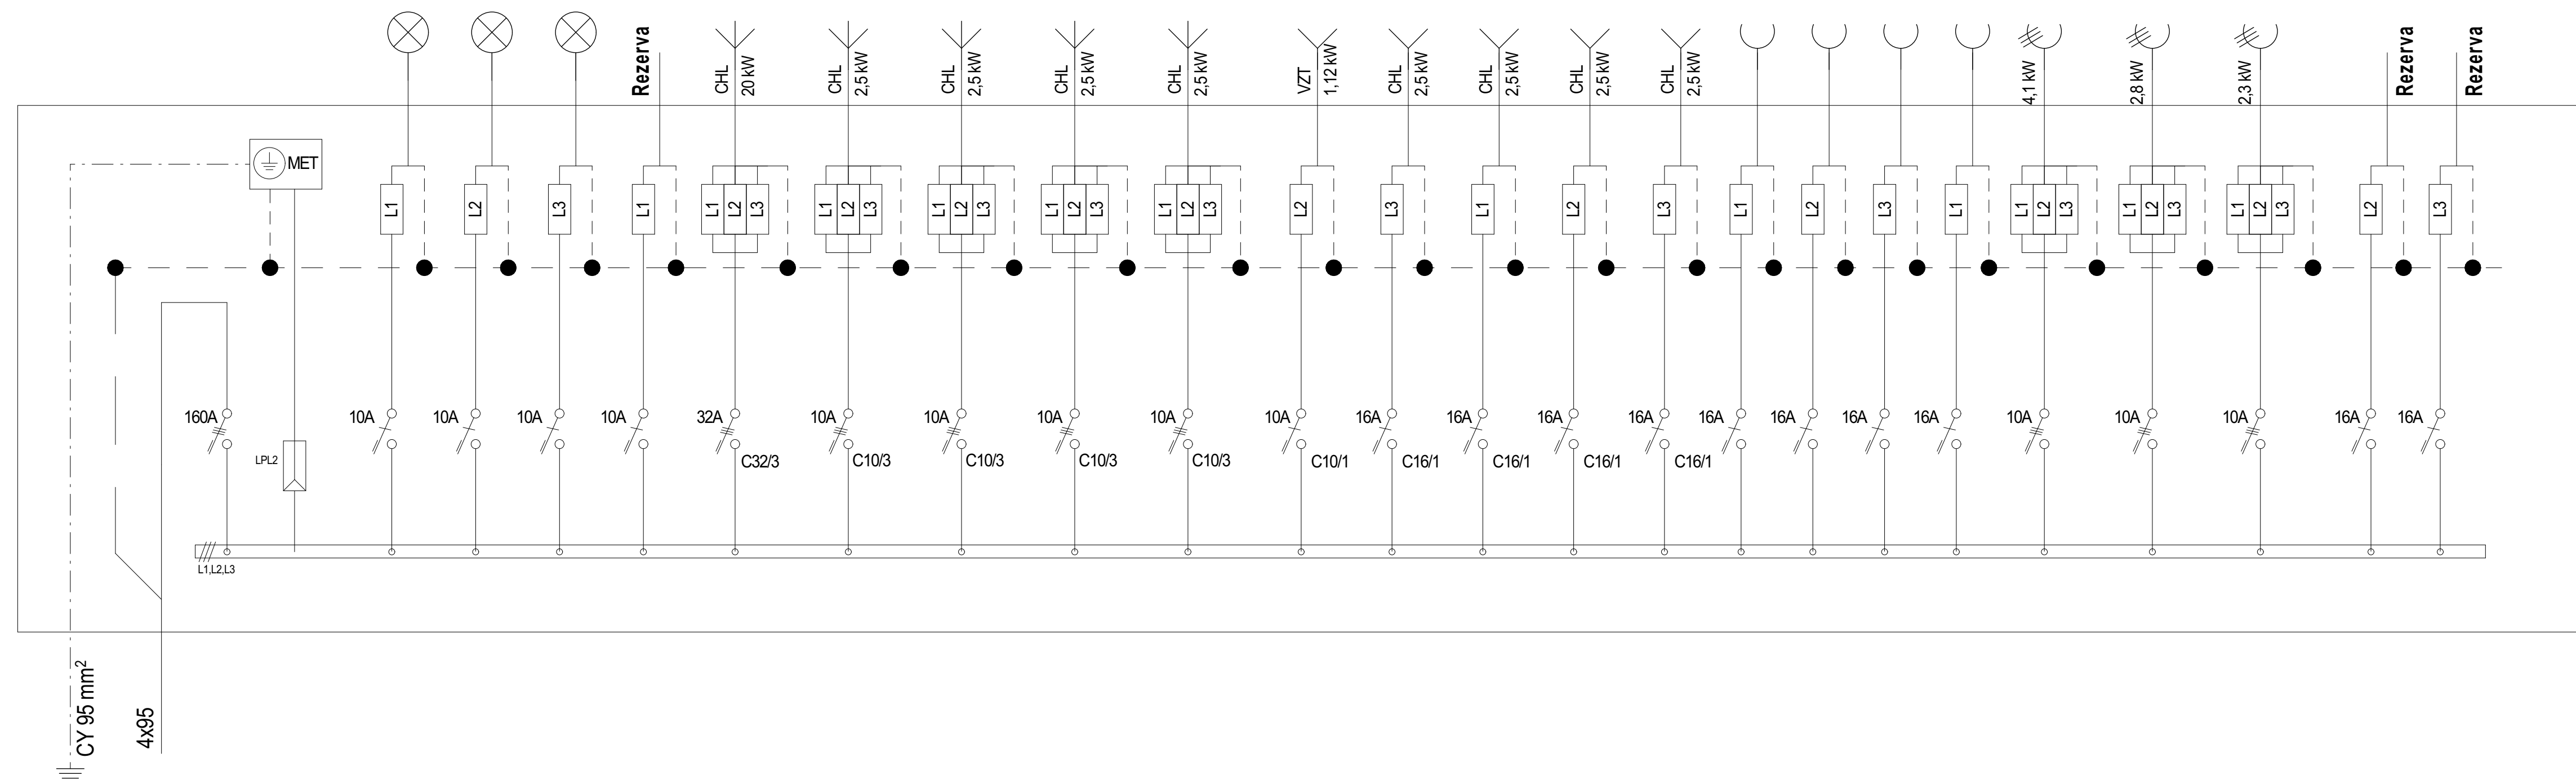 Rezerva
CHL
20 kW
CHL
2,5 kW
CHL
2,5 kW
CHL
2,5 kW
CHL
2,5 kW
VZT
1,12 kW
CHL
2,5 kW
CHL
2,5 kW
CHL
2,5 kW
CHL
2,5 kW
4,1 kW
2,8 kW
2,3 kW
Rezerva
Rezerva
MET
L1
L2
L3
L1
L1 L2 L3
L1 L2 L3
L1 L2 L3
L1 L2 L3
L1 L2 L3
L2
L3
L1
L2
L3
L1
L2
L3
L1
L1 L2 L3
L1 L2 L3
L1 L2 L3
L2
L3
160A
10A
10A
10A
10A
32A
10A
10A
10A
10A
10A
16A
16A
16A
16A
16A
16A
16A
16A
10A
10A
10A
16A
16A
LPL2
C32/3
C10/3
C10/3
C10/3
C10/3
C10/1
C16/1
C16/1
C16/1
C16/1
L1,L2,L3
CY 95 mm²
4x95